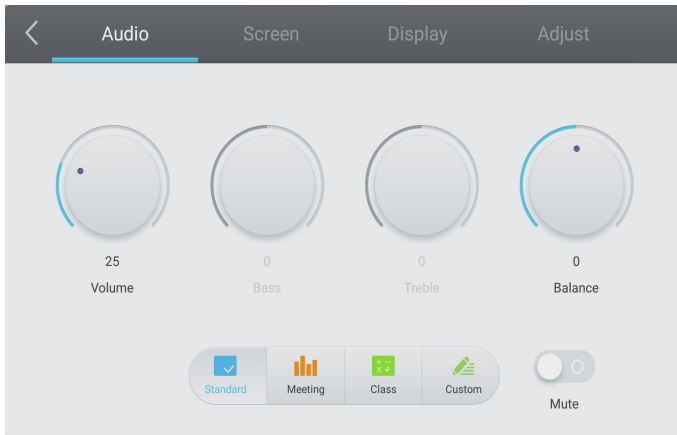 Audio Screen Display Adjust
25 0 0 0
Volume Bass Treble Balance
Standard Meeting Class Custom
Mute